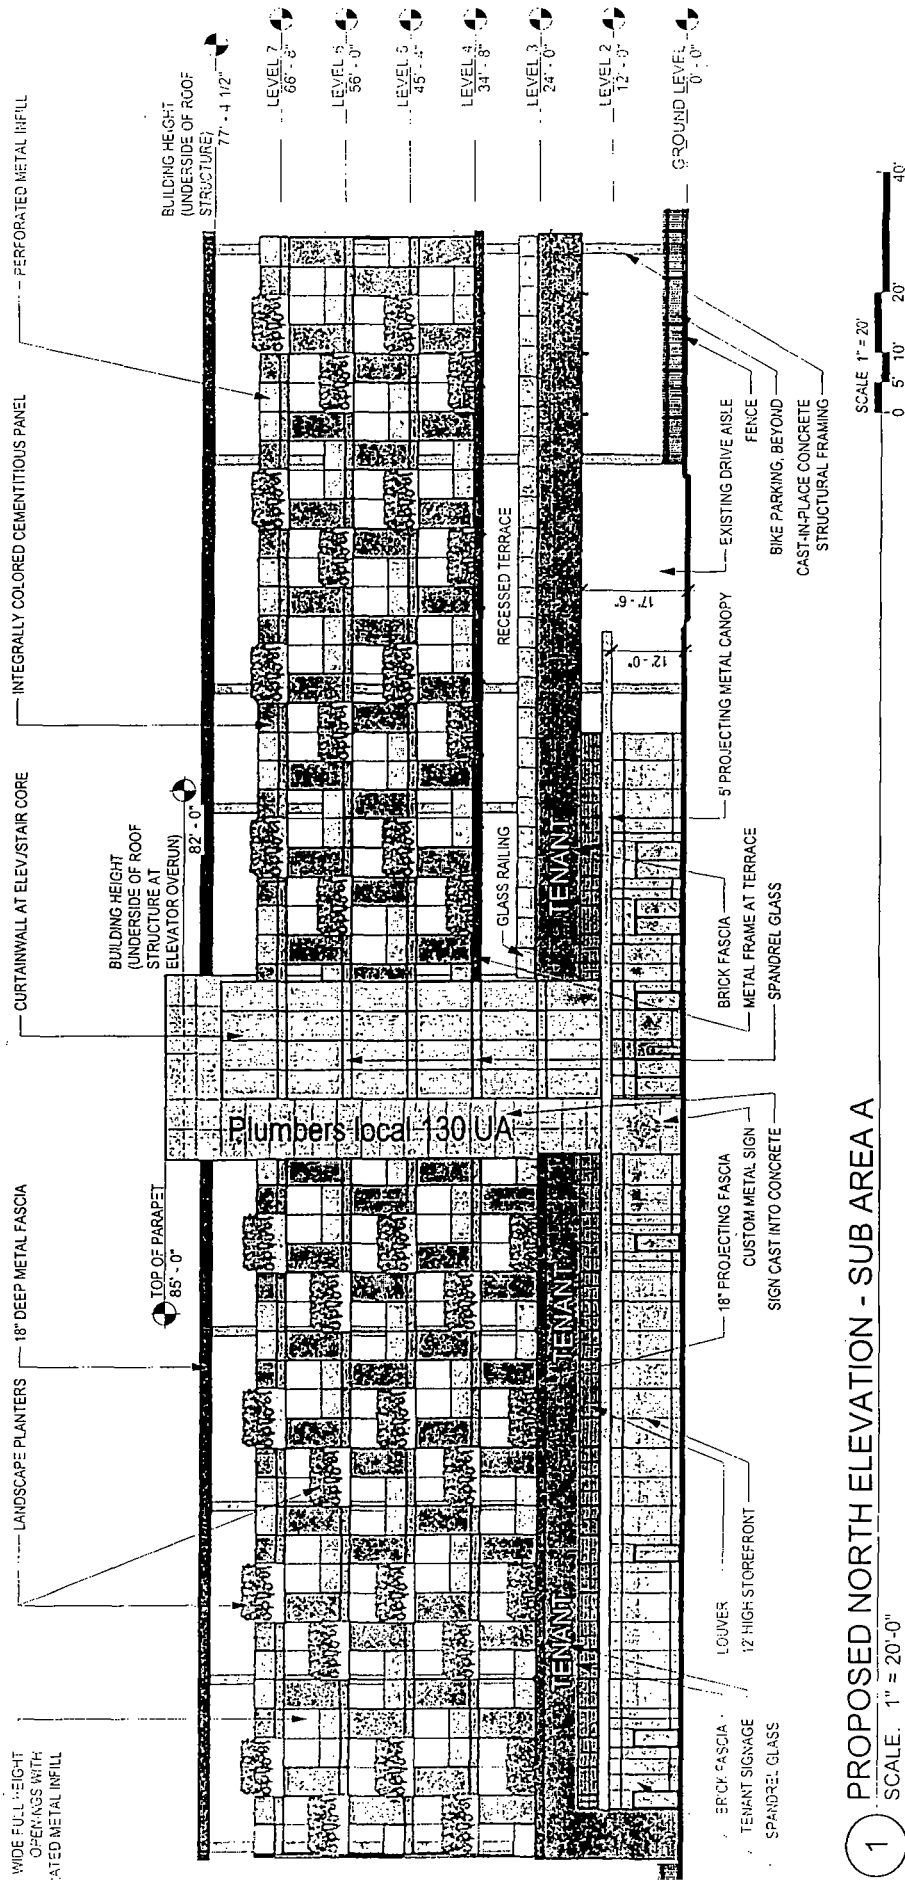 WIDE FULL HEIGHT
OPENINGS WITH
ATED METAL INFILL
LANDSCAPE PLANTERS
18" DEEP METAL FASCIA
CURTAINWALL AT ELEV/STAIR CORE
INTEGRALLY COLORED CEMENTITIOUS PANEL
PERFORATED METAL INFILL
TOP OF PARAPET
85' - 0"
BUILDING HEIGHT
(UNDERSIDE OF ROOF
STRUCTURE AT
ELEVATOR OVERUN)
82' - 0"
BUILDING HEIGHT
(UNDERSIDE OF ROOF
STRUCTURE)
77' - 4 1/2"
LEVEL 7
66' - 8"
LEVEL 6
56' - 0"
LEVEL 5
45' - 4"
LEVEL 4
34' - 8"
LEVEL 3
24' - 0"
LEVEL 2
12' - 0"
GROUND LEVEL
0' - 0"
Plumbers local 130 UA
GLASS RAILING
RECESSED TERRACE
TENANT
TENANT
TENANT
TENANT
17' - 6"
12' - 0"
BRICK FASCIA
TENANT SIGNAGE
SPANDREL GLASS
LOUVER
12' HIGH STOREFRONT
18" PROJECTING FASCIA
CUSTOM METAL SIGN
SIGN CAST INTO CONCRETE
BRICK FASCIA
METAL FRAME AT TERRACE
SPANDREL GLASS
5' PROJECTING METAL CANOPY
EXISTING DRIVE AISLE
FENCE
BIKE PARKING, BEYOND
CAST-IN-PLACE CONCRETE
STRUCTURAL FRAMING
SCALE 1" = 20'
0 5' 10' 20' 40'
1
PROPOSED NORTH ELEVATION - SUB AREA A
SCALE. 1" = 20'-0"